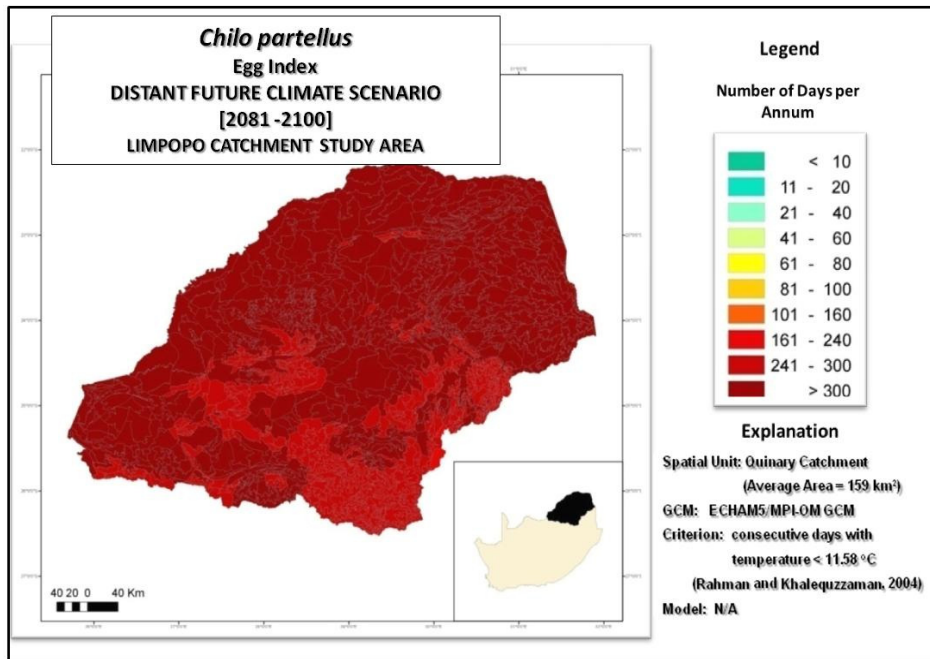 Chilo partellus
Egg Index
DISTANT FUTURE CLIMATE SCENARIO
[2081 -2100]
LIMPOPO CATCHMENT STUDY AREA
40 20 0 40 Km
Legend
Number of Days per
Annum
< 10
11 - 20
21 - 40
41 - 60
61 - 80
81 - 100
101 - 160
161 - 240
241 - 300
> 300
Explanation
Spatial Unit: Quinary Catchment
(Average Area = 159 km²)
GCM: ECHAM5/MPI-OM GCM
Criterion: consecutive days with
temperature < 11.58 °C
(Rahman and Khalequzzaman, 2004)
Model: N/A